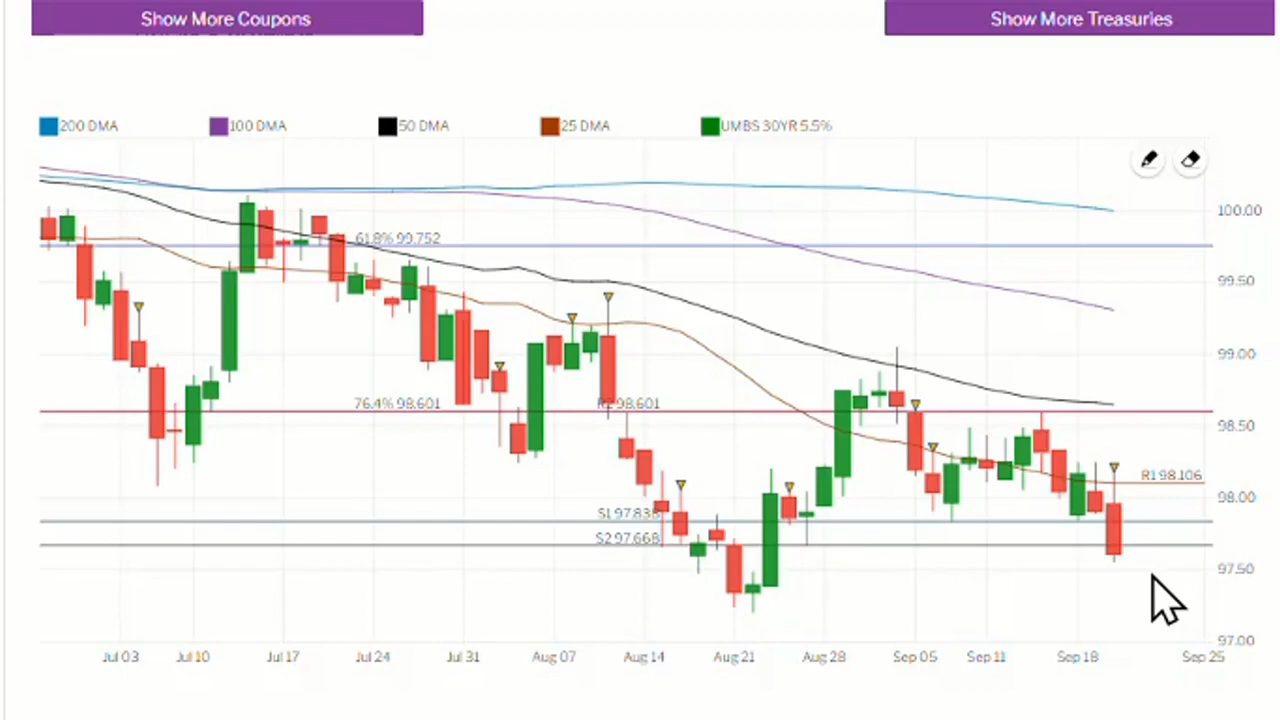 Show More Coupons
Show More Treasuries
200 DMA
100 DMA
50 DMA
25 DMA
UMBS 30YR 5.5%
100.00
61.8% 99.752
99.50
99.00
76.4% 98.601
R2 98.601
98.50
R1 98.106
98.00
S1 97.838
S2 97.668
97.50
97.00
Jul 03
Jul 10
Jul 17
Jul 24
Jul 31
Aug 07
Aug 14
Aug 21
Aug 28
Sep 05
Sep 11
Sep 18
Sep 25